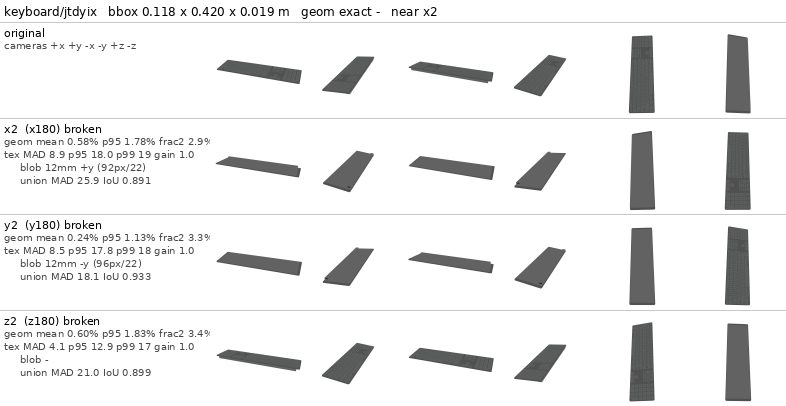 keyboard/jtdyix   bbox 0.118 x 0.420 x 0.019 m   geom exact -   near x2
original
cameras +x +y -x -y +z -z
x2  (x180) broken
geom mean 0.58% p95 1.78% frac2 2.9%
tex MAD 8.9 p95 18.0 p99 19 gain 1.0
blob 12mm +y (92px/22)
union MAD 25.9 IoU 0.891
y2  (y180) broken
geom mean 0.24% p95 1.13% frac2 3.3%
tex MAD 8.5 p95 17.8 p99 18 gain 1.0
blob 12mm -y (96px/22)
union MAD 18.1 IoU 0.933
z2  (z180) broken
geom mean 0.60% p95 1.83% frac2 3.4%
tex MAD 4.1 p95 12.9 p99 17 gain 1.0
blob -
union MAD 21.0 IoU 0.899